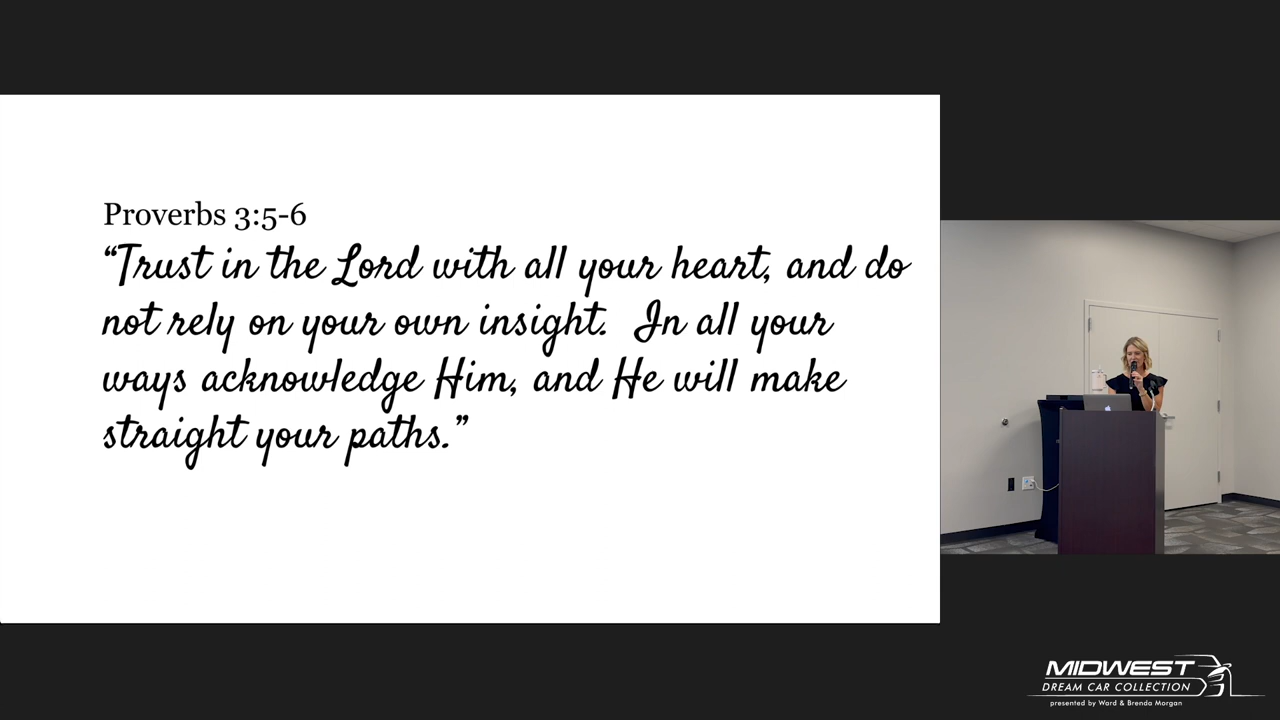 Proverbs 3:5-6
“Trust in the Lord with all your heart, and do
not rely on your own insight.  In all your
ways acknowledge Him, and He will make
straight your paths.”
MIDWEST
DREAM CAR COLLECTION
presented by Ward & Brenda Morgan